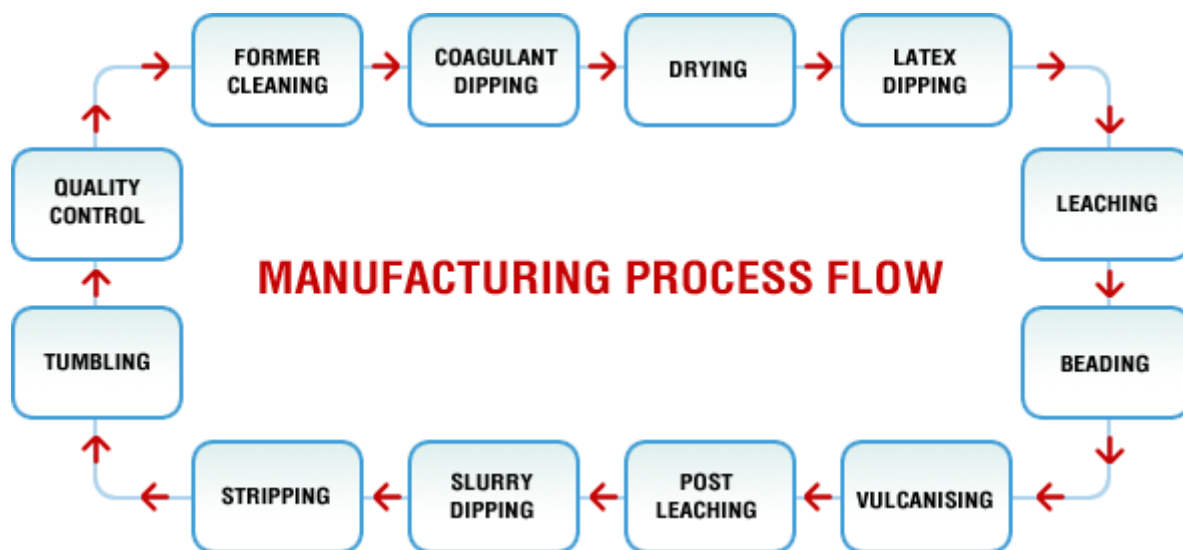 FORMER
CLEANING
COAGULANT
DIPPING
DRYING
LATEX
DIPPING
LEACHING
BEADING
VULCANISING
POST
LEACHING
SLURRY
DIPPING
STRIPPING
TUMBLING
QUALITY
CONTROL
MANUFACTURING PROCESS FLOW